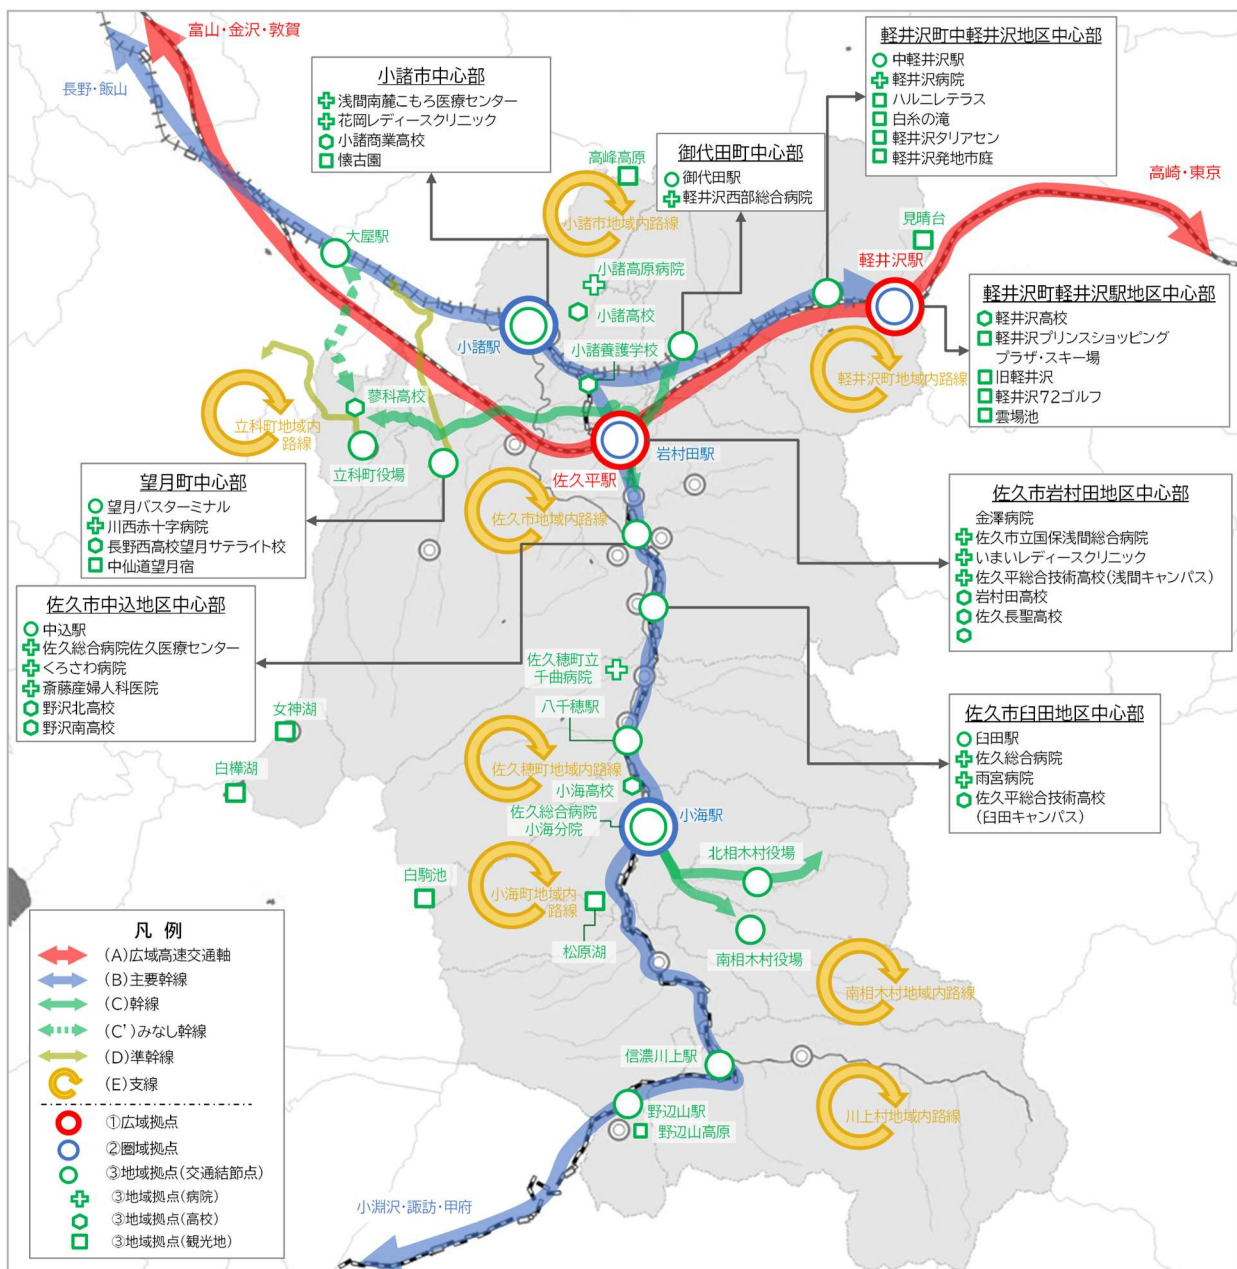 富山・金沢・敦賀
長野・飯山
小諸市中心部
浅間南麓こもろ医療センター
花岡レディースクリニック
小諸商業高校
懐古園
軽井沢町中軽井沢地区中心部
中軽井沢駅
軽井沢病院
ハルニレテラス
白糸の滝
軽井沢タリアセン
軽井沢発地市庭
御代田町中心部
御代田駅
軽井沢西部総合病院
高峰高原
小諸市地域内路線
高崎・東京
見晴台
軽井沢駅
大屋駅
小諸高原病院
小諸高校
小諸駅
小諸養護学校
軽井沢町軽井沢駅地区中心部
軽井沢高校
軽井沢プリンスショッピング
プラザ・スキー場
旧軽井沢
軽井沢72ゴルフ
雲場池
軽井沢町地域内路線
蓼科高校
立科町地域内
路線
立科町役場
岩村田駅
佐久平駅
望月町中心部
望月バスターミナル
川西赤十字病院
長野西高校望月サテライト校
中仙道望月宿
佐久市地域内路線
佐久市岩村田地区中心部
金澤病院
佐久市立国保浅間総合病院
いまいレディースクリニック
佐久平総合技術高校(浅間キャンパス)
岩村田高校
佐久長聖高校
佐久市中込地区中心部
中込駅
佐久総合病院佐久医療センター
くろさわ病院
斎藤産婦人科医院
野沢北高校
野沢南高校
佐久穂町立
千曲病院
八千穂駅
女神湖
白樺湖
佐久穂町地域内路線
小海高校
佐久総合病院
小海分院
小海駅
佐久市臼田地区中心部
臼田駅
佐久総合病院
雨宮病院
佐久平総合技術高校
(臼田キャンパス)
北相木村役場
白駒池
小海町地域内
路線
松原湖
南相木村役場
南相木村地域内路線
信濃川上駅
野辺山駅
野辺山高原
川上村地域内路線
小淵沢・諏訪・甲府
凡 例
(A)広域高速交通軸
(B)主要幹線
(C)幹線
(C')みなし幹線
(D)準幹線
(E)支線
①広域拠点
②圏域拠点
③地域拠点(交通結節点)
③地域拠点(病院)
③地域拠点(高校)
③地域拠点(観光地)